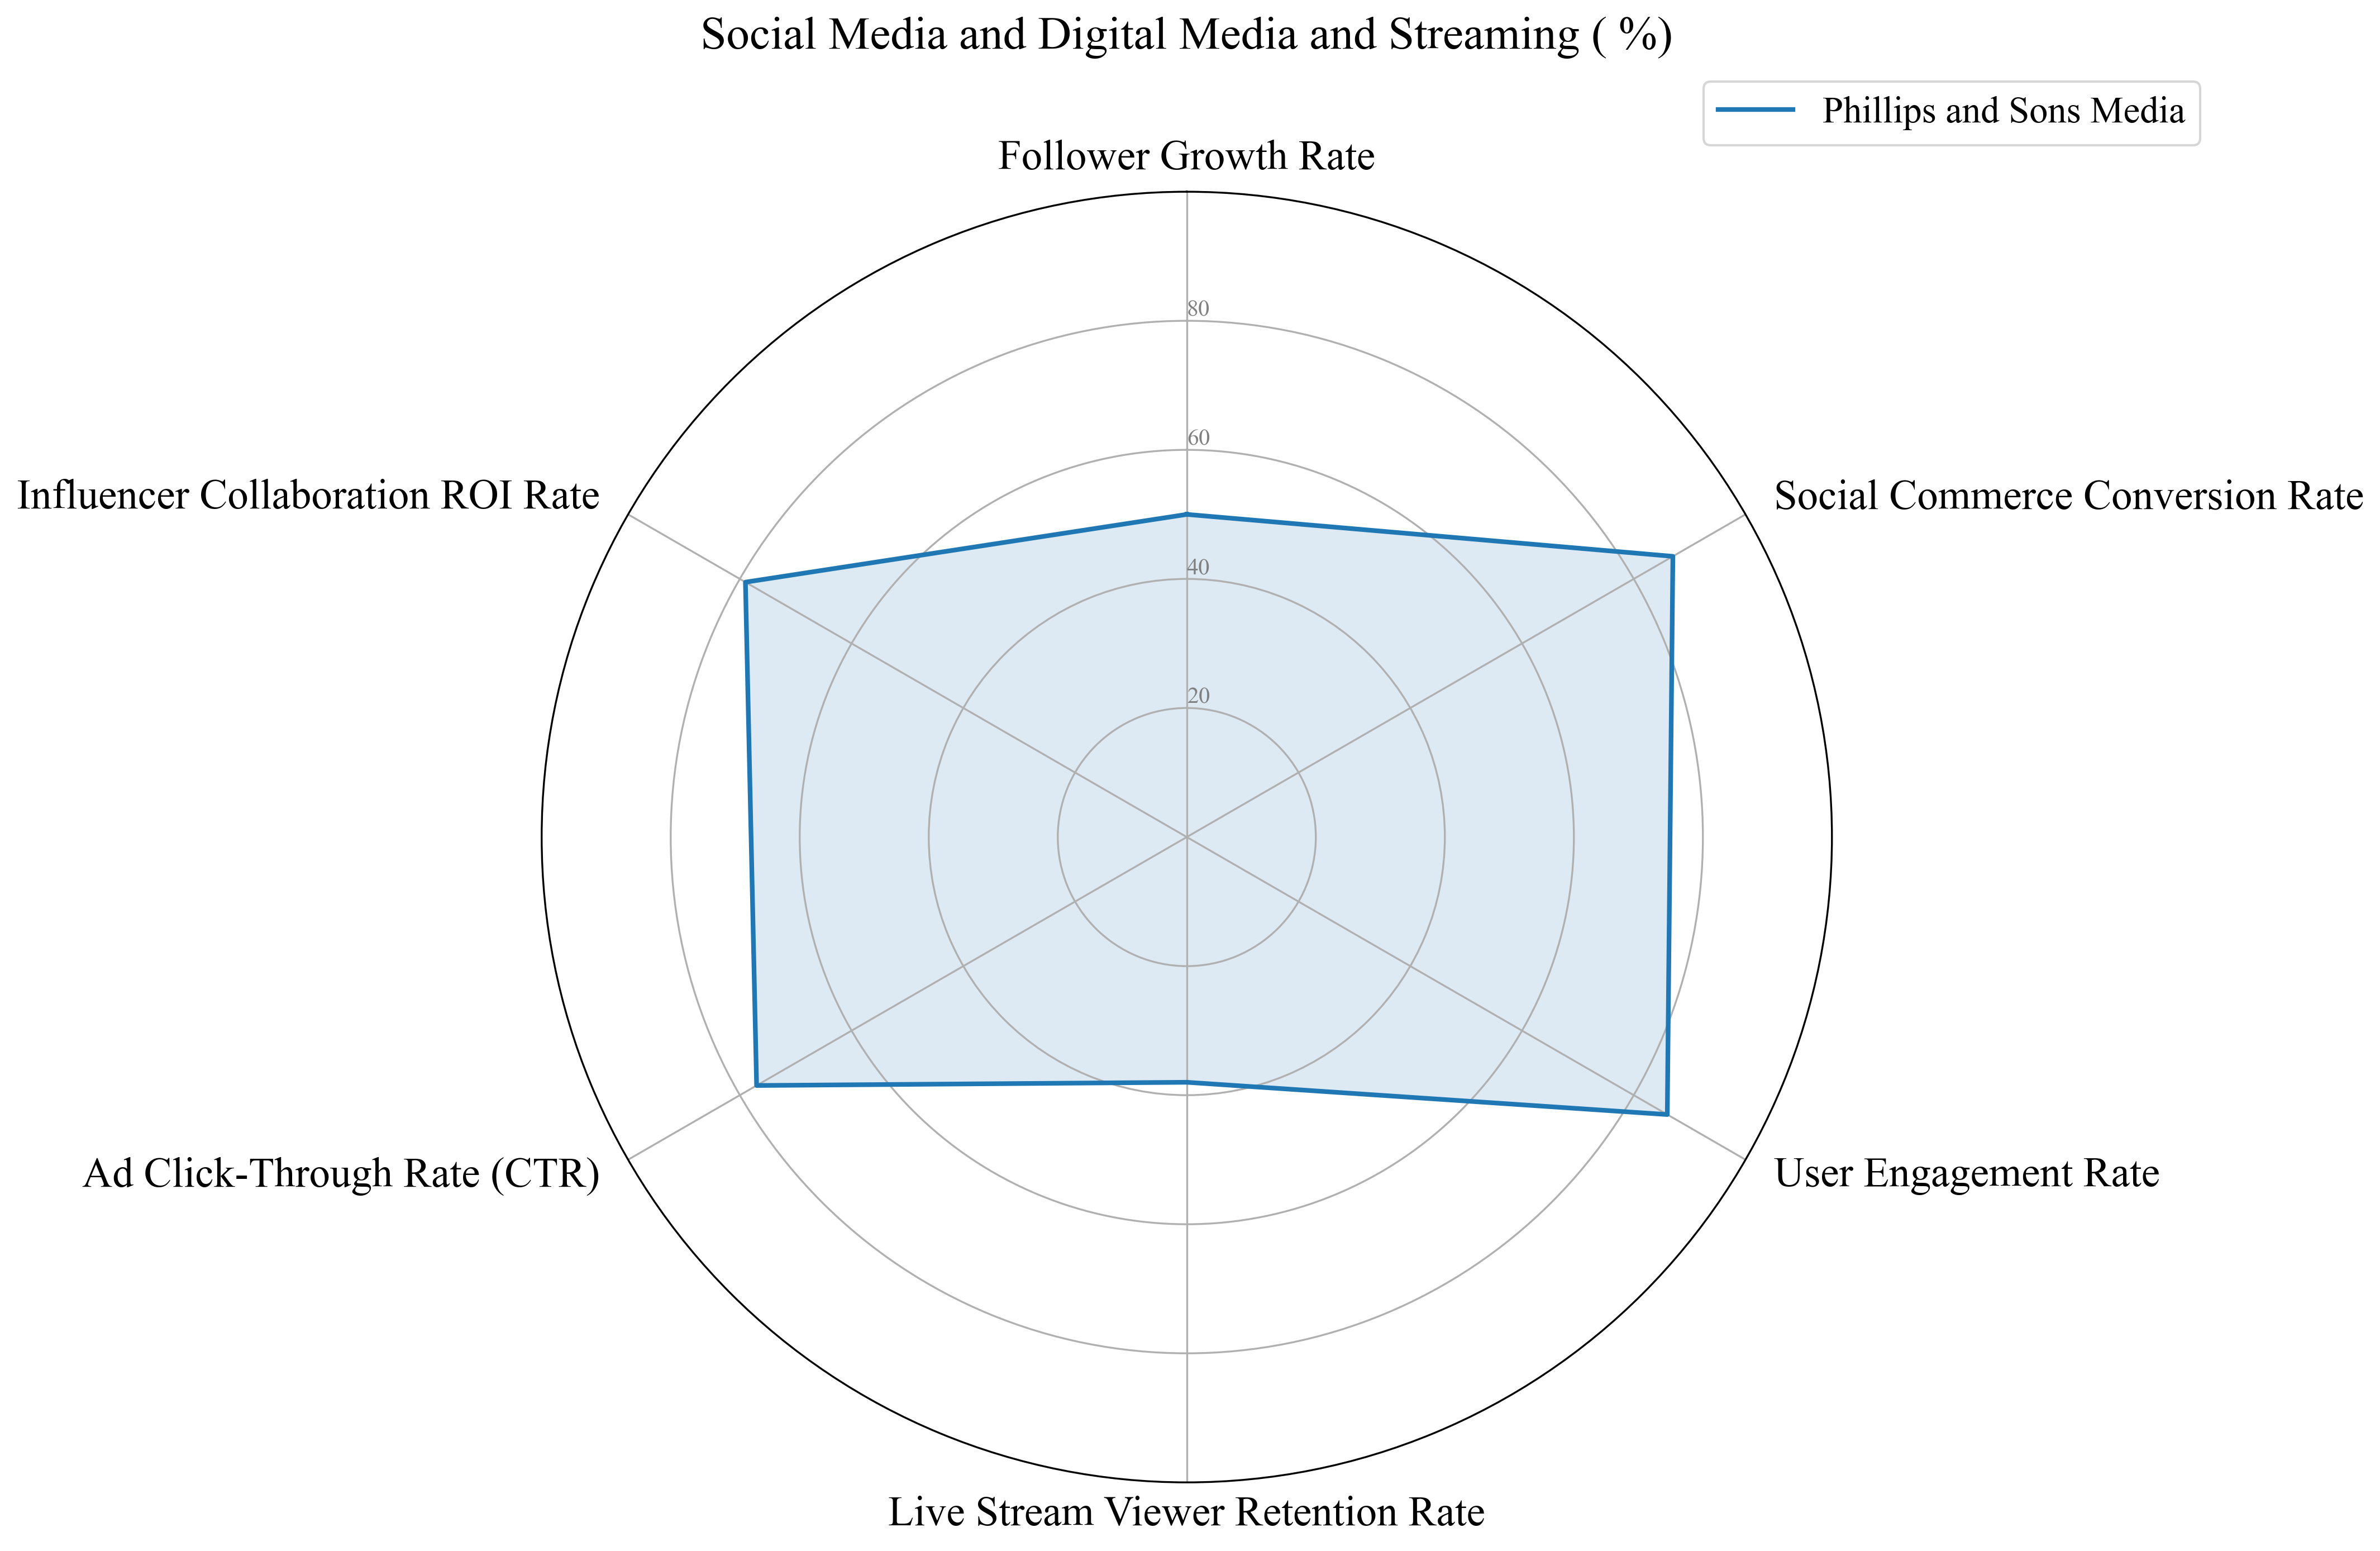 Social Media and Digital Media and Streaming ( %)
Phillips and Sons Media
Follower Growth Rate
80
60
Influencer Collaboration ROI Rate
Social Commerce Conversion Rate
40
20
Ad Click-Through Rate (CTR)
User Engagement Rate
Live Stream Viewer Retention Rate